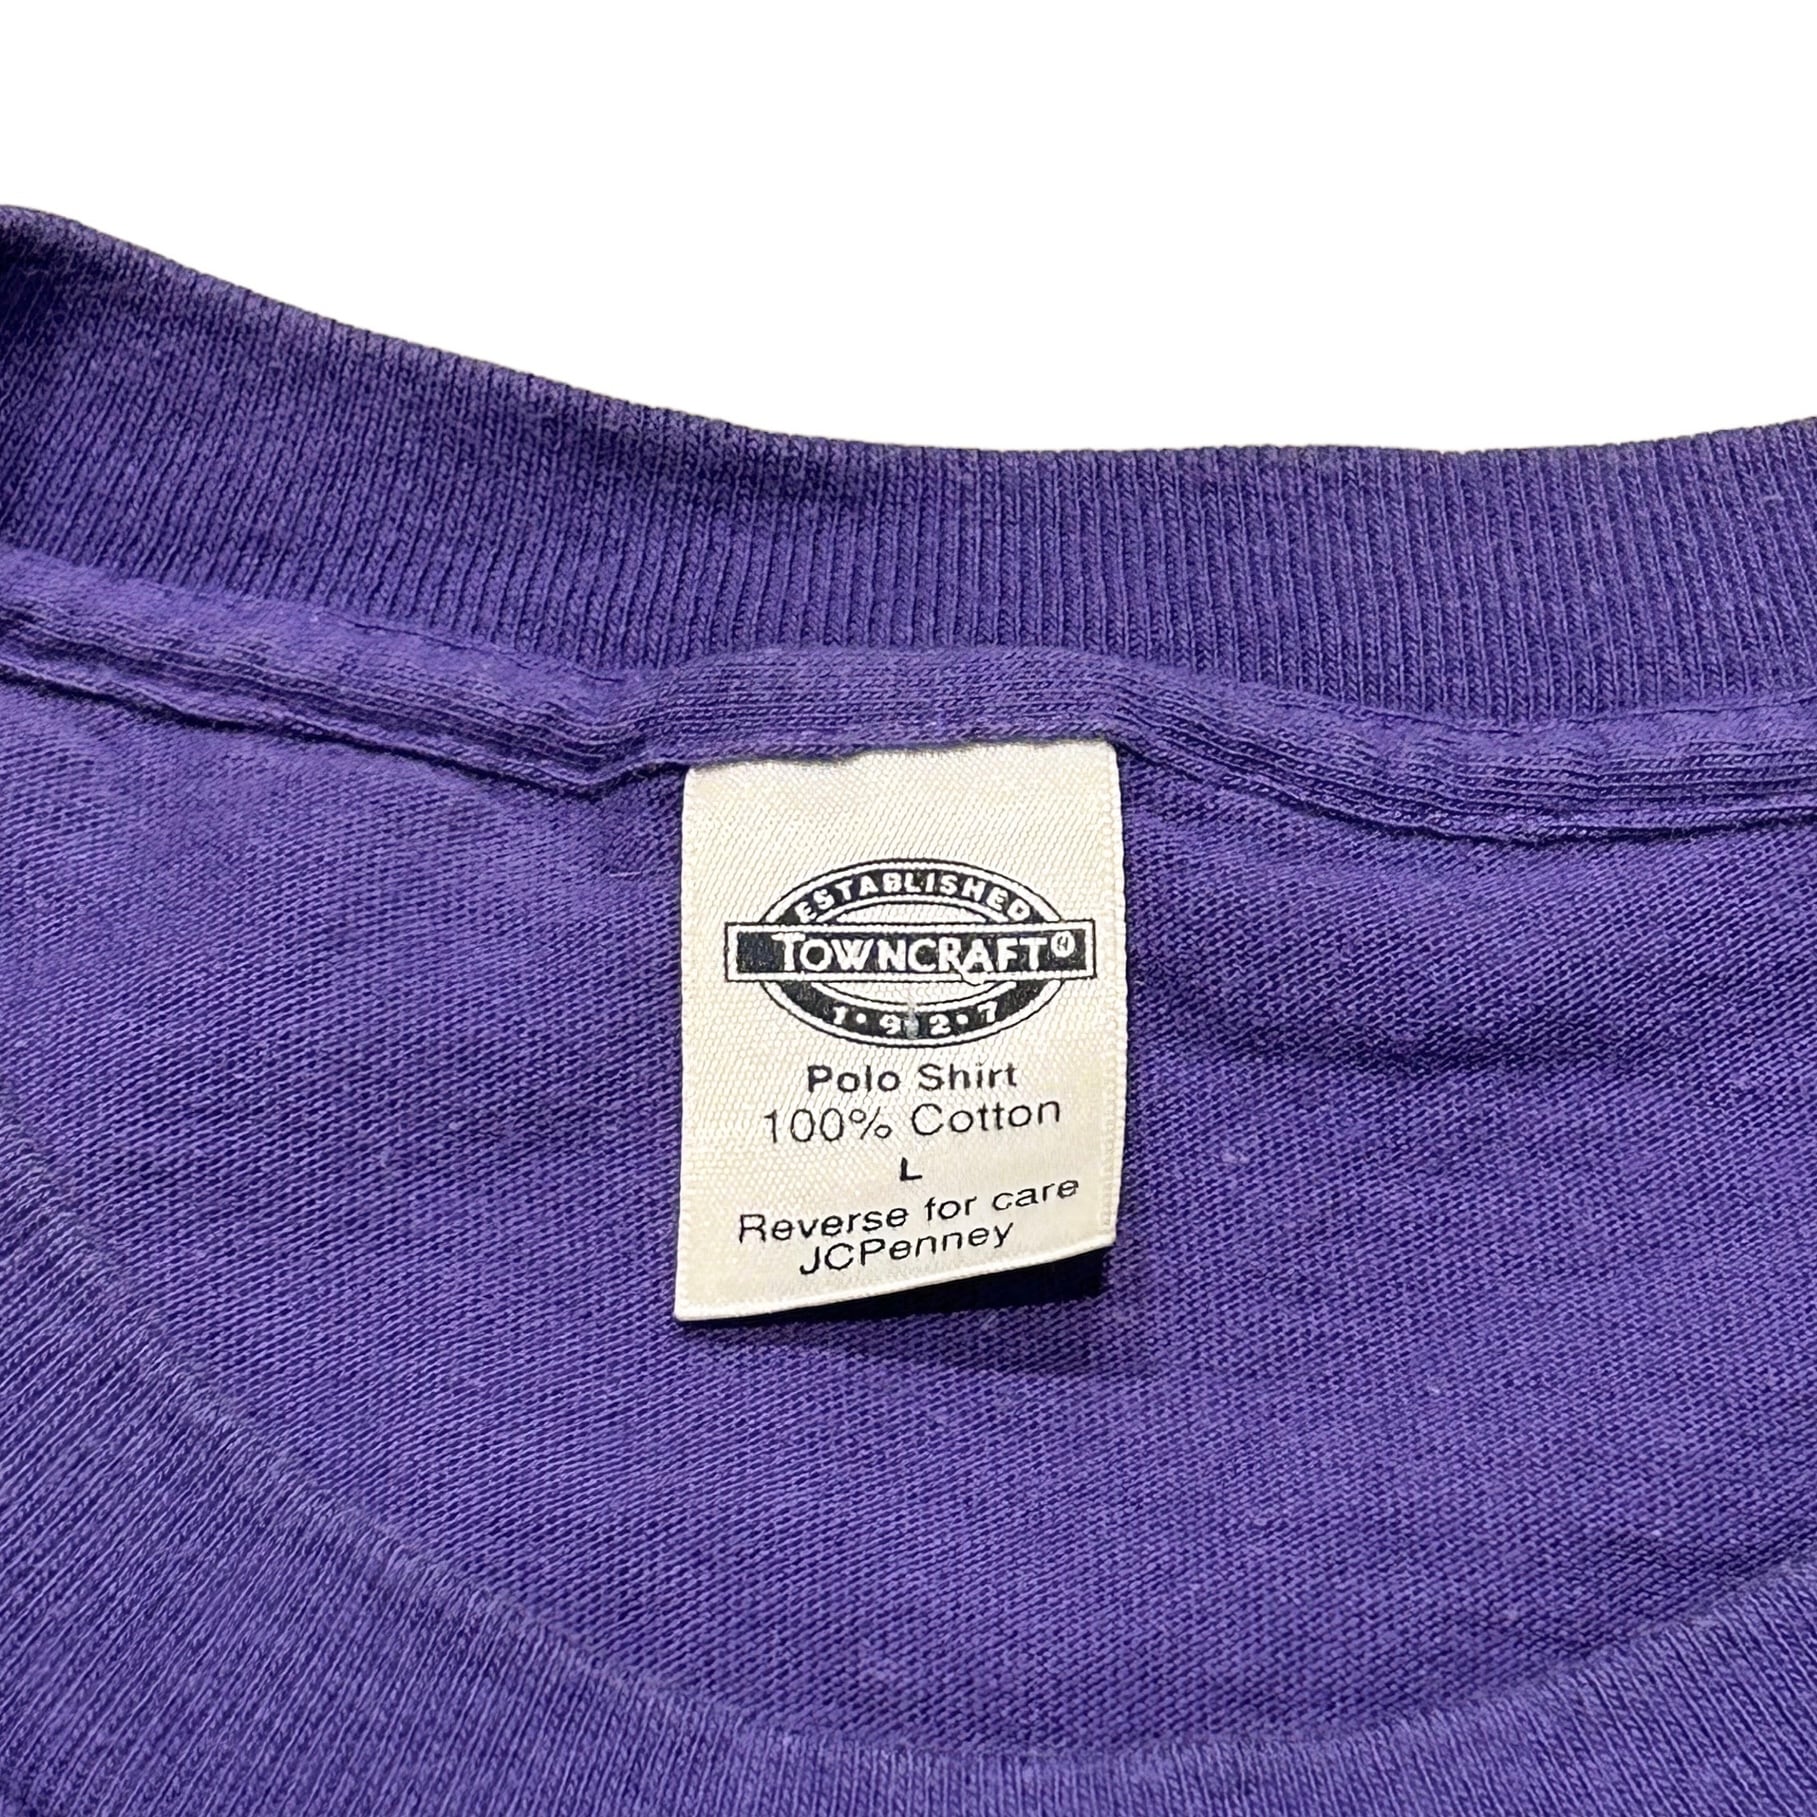 ESTABLISHED
TOWNCRAFT®
1•9•2•7
Polo Shirt
100% Cotton
L
Reverse for care
JCPenney